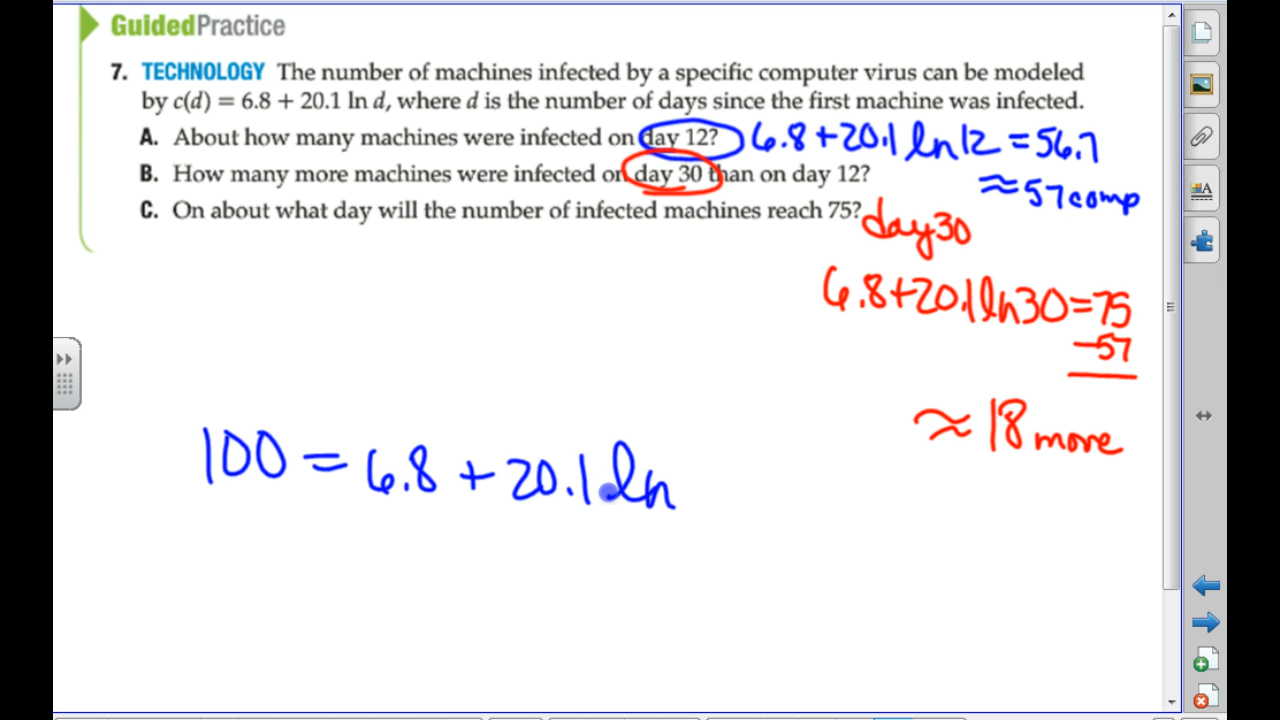 GuidedPractice
7. TECHNOLOGY The number of machines infected by a specific computer virus can be modeled
by c(d) = 6.8 + 20.1 ln d, where d is the number of days since the first machine was infected.
A. About how many machines were infected on day 12? 6.8+20.1 ln 12 = 56.7
≈ 57 comp
B. How many more machines were infected on day 30 than on day 12?
C. On about what day will the number of infected machines reach 75?
day 30
6.8+20.1 ln 30 = 75
-57
≈ 18 more
100 = 6.8 + 20.1 ln